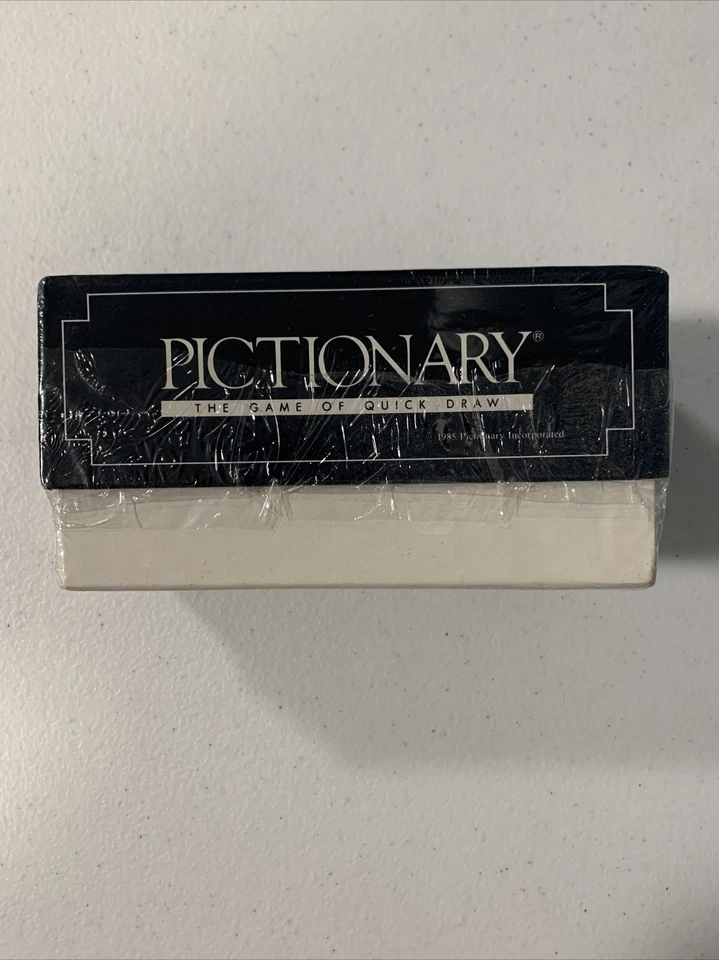 PICTIONARY®
THE GAME OF QUICK DRAW
1985 Pictionary Incorporated